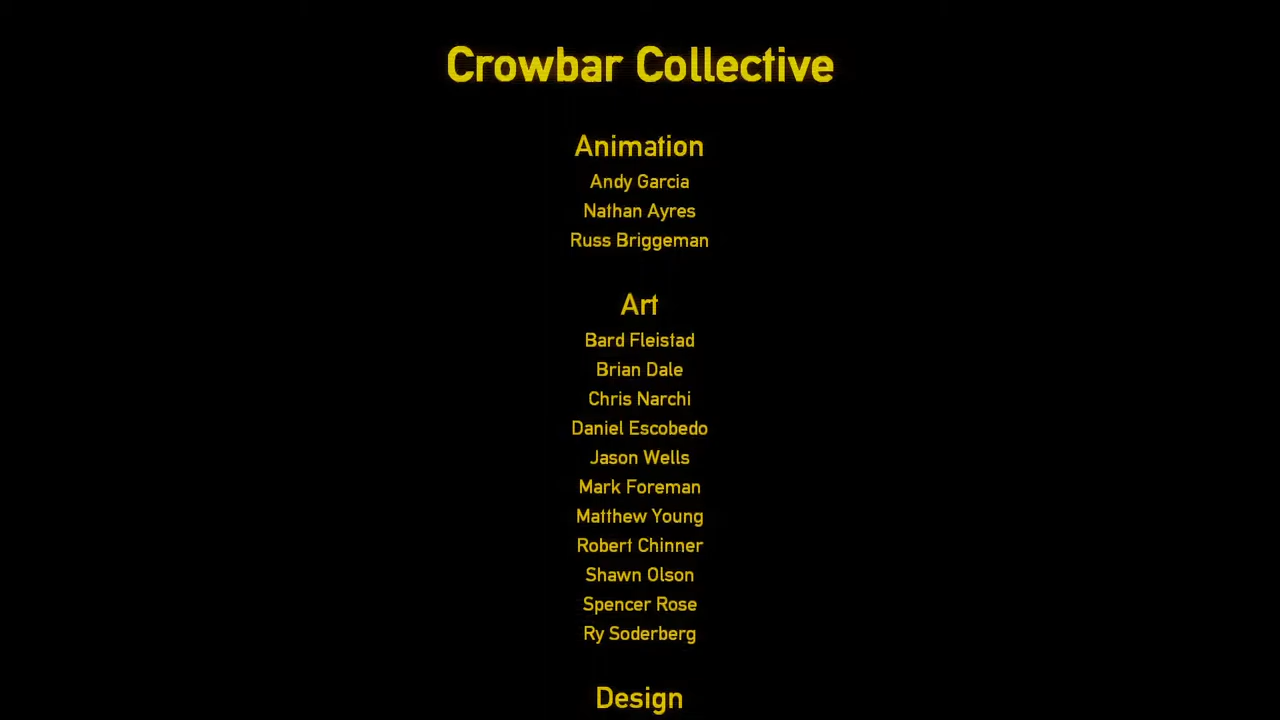 Crowbar Collective
Animation
Andy Garcia
Nathan Ayres
Russ Briggeman
Art
Bard Fleistad
Brian Dale
Chris Narchi
Daniel Escobedo
Jason Wells
Mark Foreman
Matthew Young
Robert Chinner
Shawn Olson
Spencer Rose
Ry Soderberg
Design